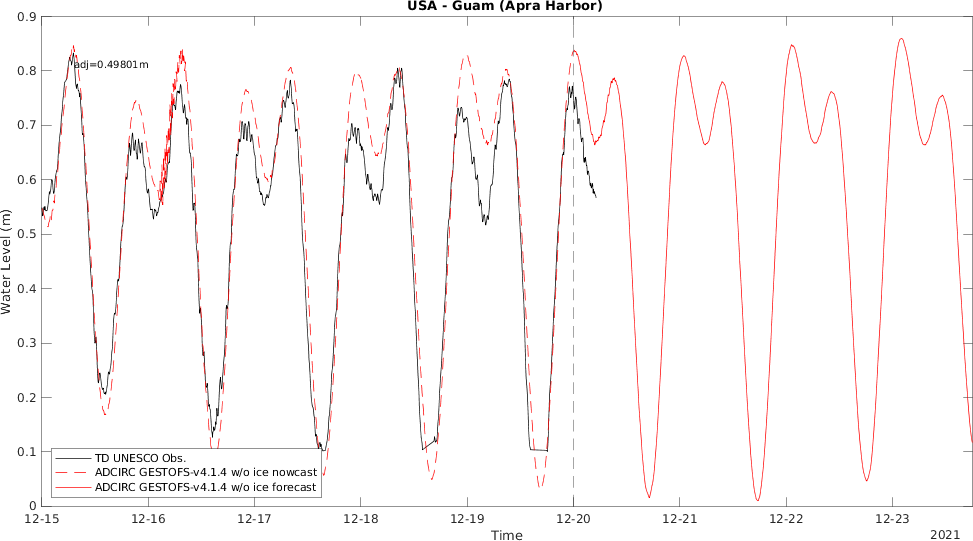 USA - Guam (Apra Harbor)
0.9
0.8
0.7
0.6
0.5
0.4
0.3
0.2
0.1
0
Water Level (m)
adj=0.49801m
TD UNESCO Obs.
ADCIRC GESTOFS-v4.1.4 w/o ice nowcast
ADCIRC GESTOFS-v4.1.4 w/o ice forecast
12-15 12-16 12-17 12-18 12-19 12-20 12-21 12-22 12-23
Time
2021